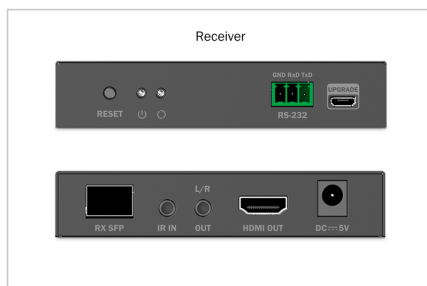 Receiver
GND RxD TxD
UPGRADE
RESET
RS-232
L/R
RX SFP
IR IN
OUT
HDMI OUT
DC⎓5V